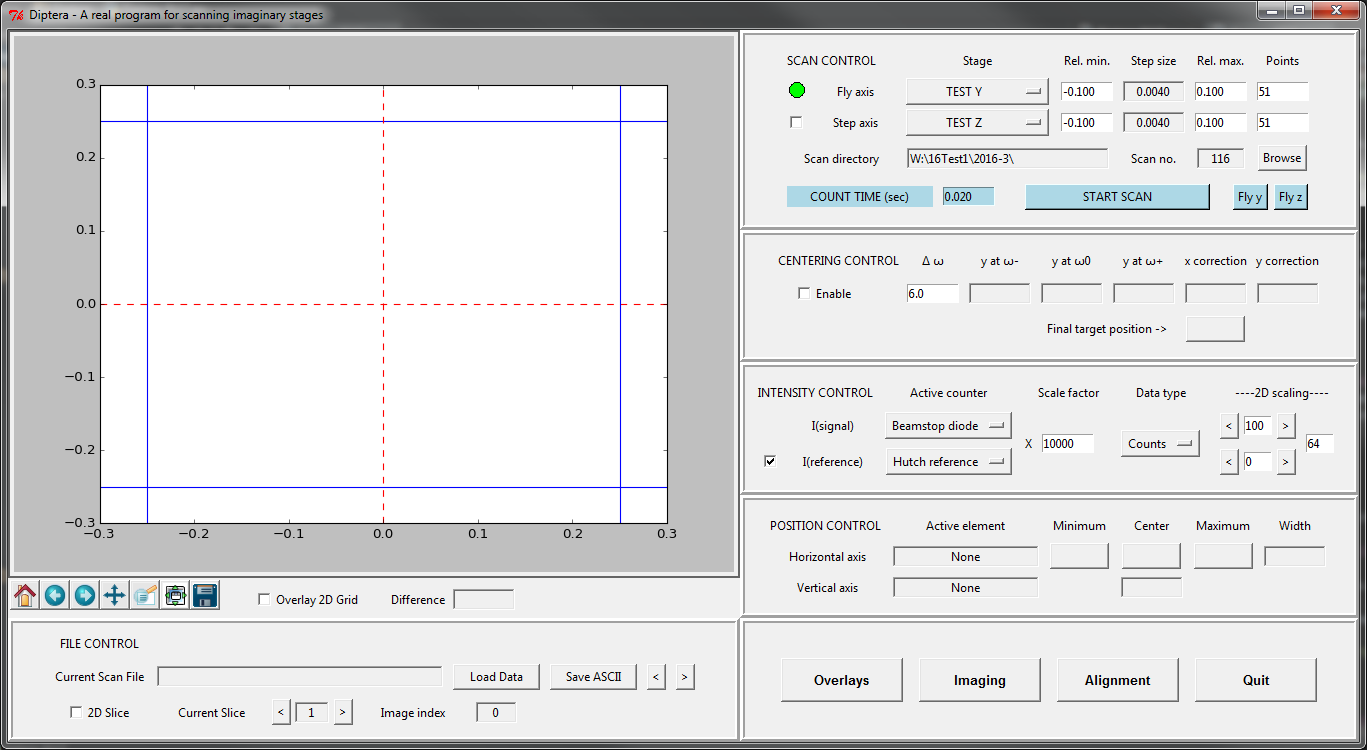 Diptera - A real program for scanning imaginary stages
0.3
0.2
0.1
0.0
−0.1
−0.2
−0.3
−0.3 −0.2 −0.1 0.0 0.1 0.2 0.3
Overlay 2D Grid Difference
FILE CONTROL
Current Scan File Load Data Save ASCII < >
2D Slice Current Slice < 1 > Image index 0
SCAN CONTROL Stage Rel. min. Step size Rel. max. Points
Fly axis TEST Y -0.100 0.0040 0.100 51
Step axis TEST Z -0.100 0.0040 0.100 51
Scan directory W:\16Test1\2016-3\ Scan no. 116 Browse
COUNT TIME (sec) 0.020 START SCAN Fly y Fly z
CENTERING CONTROL Δ ω y at ω- y at ω0 y at ω+ x correction y correction
Enable 6.0
Final target position ->
INTENSITY CONTROL Active counter Scale factor Data type ----2D scaling----
I(signal) Beamstop diode < 100 >
X 10000 Counts 64
I(reference) Hutch reference < 0 >
POSITION CONTROL Active element Minimum Center Maximum Width
Horizontal axis None
Vertical axis None
Overlays Imaging Alignment Quit